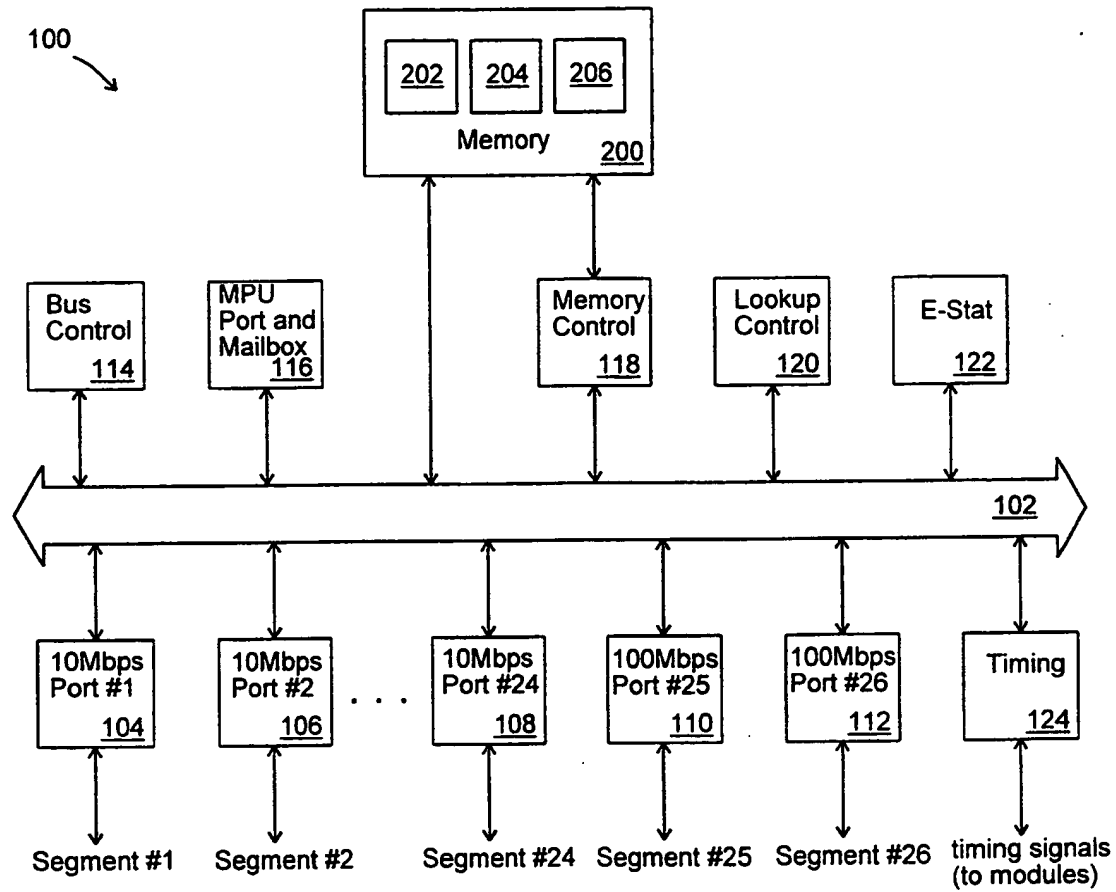 100
202 204 206
Memory
200
Bus
Control
114
MPU
Port and
Mailbox
116
Memory
Control
118
Lookup
Control
120
E-Stat
122
102
10Mbps
Port #1
104
10Mbps
Port #2
106
. . .
10Mbps
Port #24
108
100Mbps
Port #25
110
100Mbps
Port #26
112
Timing
124
Segment #1
Segment #2
Segment #24
Segment #25
Segment #26
timing signals
(to modules)